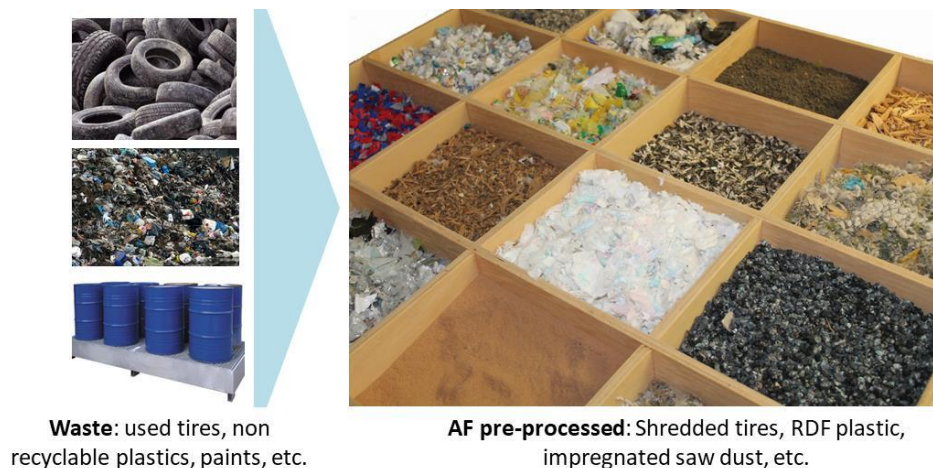 Waste: used tires, non
recyclable plastics, paints, etc.
AF pre-processed: Shredded tires, RDF plastic,
impregnated saw dust, etc.